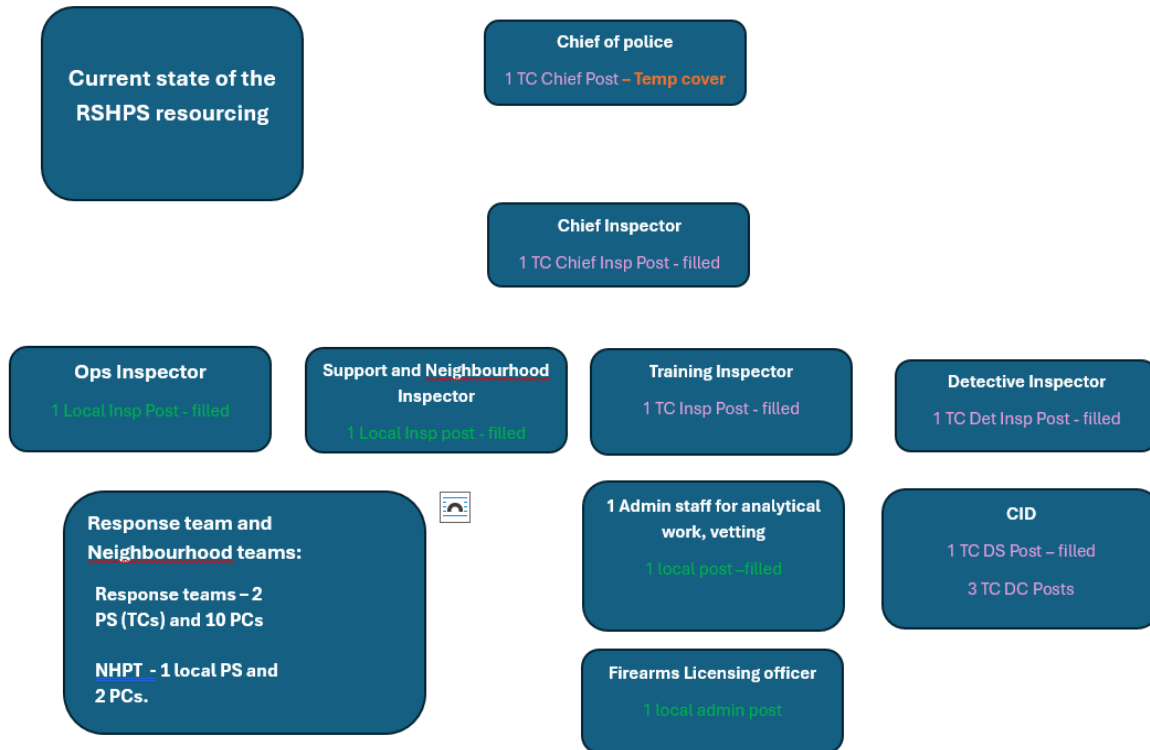 Current state of the
RSHPS resourcing
Chief of police
1 TC Chief Post – Temp cover
Chief Inspector
1 TC Chief Insp Post - filled
Ops Inspector
1 Local Insp Post - filled
Support and Neighbourhood
Inspector
1 Local Insp post - filled
Training Inspector
1 TC Insp Post - filled
Detective Inspector
1 TC Det Insp Post - filled
Response team and
Neighbourhood teams:
Response teams – 2
PS (TCs) and 10 PCs
NHPT - 1 local PS and
2 PCs.
1 Admin staff for analytical
work, vetting
1 local post –filled
Firearms Licensing officer
1 local admin post
CID
1 TC DS Post – filled
3 TC DC Posts